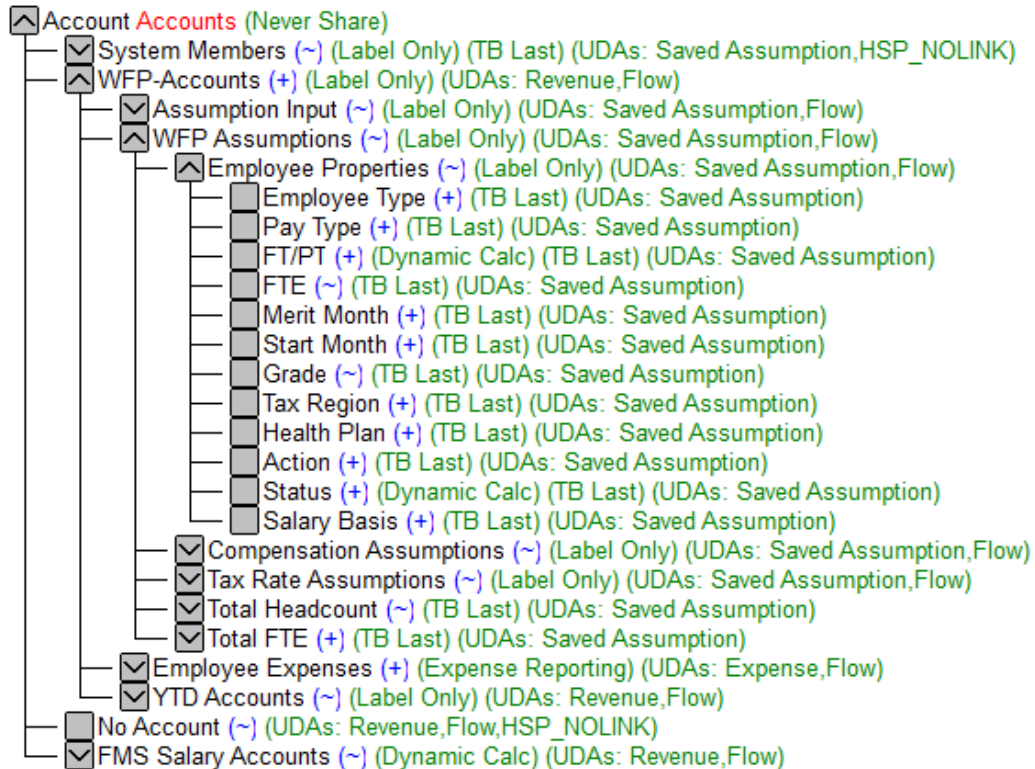 Account Accounts (Never Share)
System Members (~) (Label Only) (TB Last) (UDAs: Saved Assumption,HSP_NOLINK)
WFP-Accounts (+) (Label Only) (UDAs: Revenue,Flow)
Assumption Input (~) (Label Only) (UDAs: Saved Assumption,Flow)
WFP Assumptions (~) (Label Only) (UDAs: Saved Assumption,Flow)
Employee Properties (~) (Label Only) (UDAs: Saved Assumption,Flow)
Employee Type (+) (TB Last) (UDAs: Saved Assumption)
Pay Type (+) (TB Last) (UDAs: Saved Assumption)
FT/PT (+) (Dynamic Calc) (TB Last) (UDAs: Saved Assumption)
FTE (~) (TB Last) (UDAs: Saved Assumption)
Merit Month (+) (TB Last) (UDAs: Saved Assumption)
Start Month (+) (TB Last) (UDAs: Saved Assumption)
Grade (~) (TB Last) (UDAs: Saved Assumption)
Tax Region (+) (TB Last) (UDAs: Saved Assumption)
Health Plan (+) (TB Last) (UDAs: Saved Assumption)
Action (+) (TB Last) (UDAs: Saved Assumption)
Status (+) (Dynamic Calc) (TB Last) (UDAs: Saved Assumption)
Salary Basis (+) (TB Last) (UDAs: Saved Assumption)
Compensation Assumptions (~) (Label Only) (UDAs: Saved Assumption,Flow)
Tax Rate Assumptions (~) (Label Only) (UDAs: Saved Assumption,Flow)
Total Headcount (~) (TB Last) (UDAs: Saved Assumption)
Total FTE (+) (TB Last) (UDAs: Saved Assumption)
Employee Expenses (+) (Expense Reporting) (UDAs: Expense,Flow)
YTD Accounts (~) (Label Only) (UDAs: Revenue,Flow)
No Account (~) (UDAs: Revenue,Flow,HSP_NOLINK)
FMS Salary Accounts (~) (Dynamic Calc) (UDAs: Revenue,Flow)